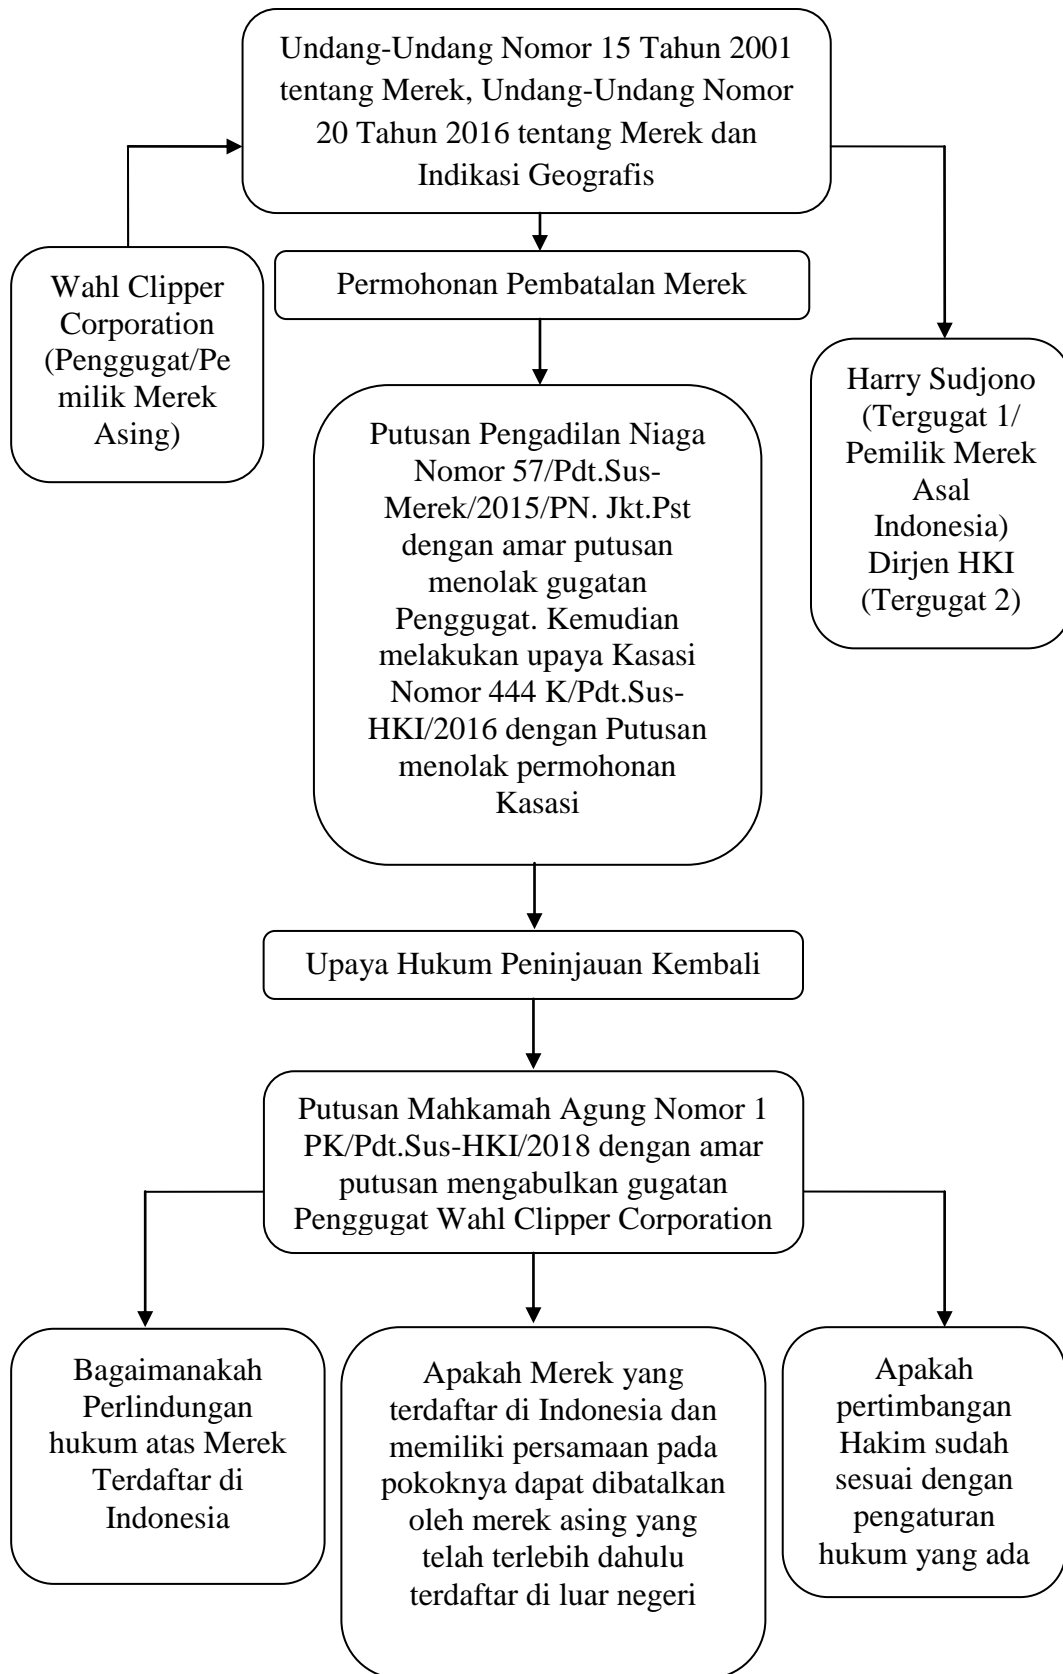 Undang-Undang Nomor 15 Tahun 2001
tentang Merek, Undang-Undang Nomor
20 Tahun 2016 tentang Merek dan
Indikasi Geografis
Wahl Clipper
Corporation
(Penggugat/Pe
milik Merek
Asing)
Permohonan Pembatalan Merek
Harry Sudjono
(Tergugat 1/
Pemilik Merek
Asal
Indonesia)
Dirjen HKI
(Tergugat 2)
Putusan Pengadilan Niaga
Nomor 57/Pdt.Sus-
Merek/2015/PN. Jkt.Pst
dengan amar putusan
menolak gugatan
Penggugat. Kemudian
melakukan upaya Kasasi
Nomor 444 K/Pdt.Sus-
HKI/2016 dengan Putusan
menolak permohonan
Kasasi
Upaya Hukum Peninjauan Kembali
Putusan Mahkamah Agung Nomor 1
PK/Pdt.Sus-HKI/2018 dengan amar
putusan mengabulkan gugatan
Penggugat Wahl Clipper Corporation
Bagaimanakah
Perlindungan
hukum atas Merek
Terdaftar di
Indonesia
Apakah Merek yang
terdaftar di Indonesia dan
memiliki persamaan pada
pokoknya dapat dibatalkan
oleh merek asing yang
telah terlebih dahulu
terdaftar di luar negeri
Apakah
pertimbangan
Hakim sudah
sesuai dengan
pengaturan
hukum yang ada